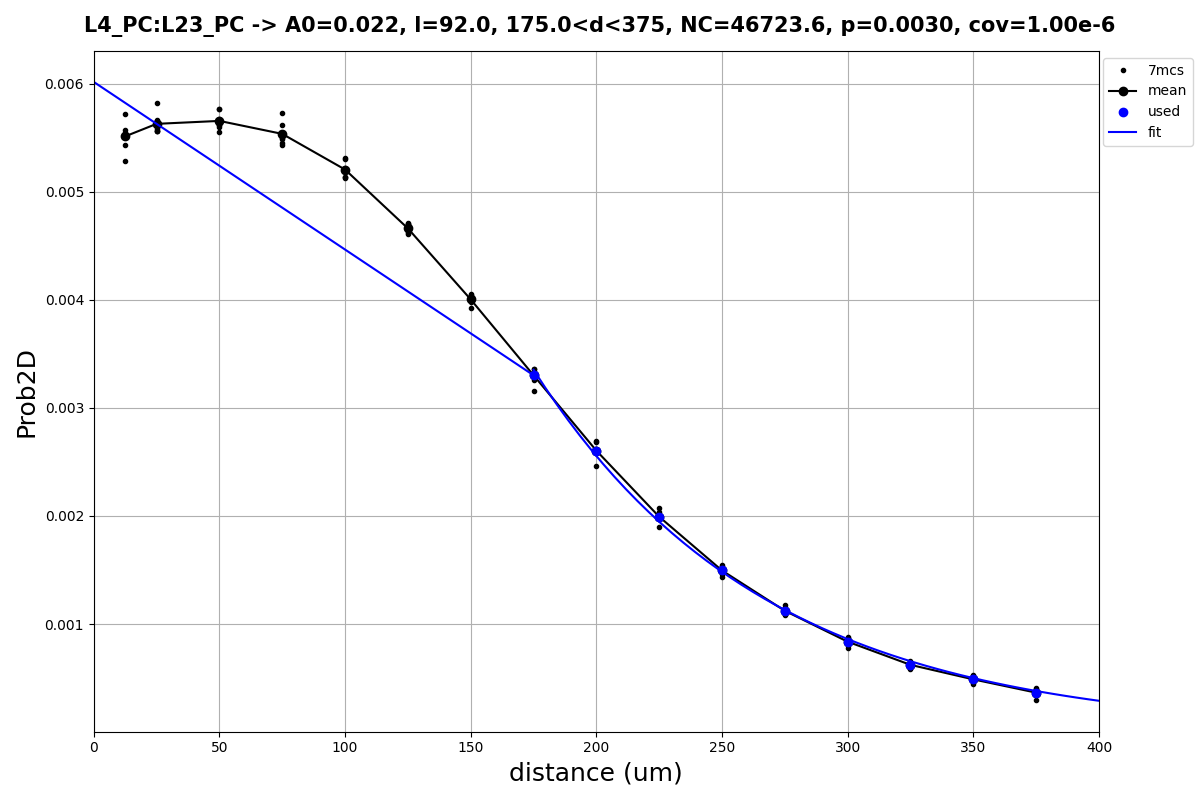 L4_PC:L23_PC -> A0=0.022, l=92.0, 175.0<d<375, NC=46723.6, p=0.0030, cov=1.00e-6
7mcs
mean
used
fit
0.006
0.005
0.004
0.003
0.002
0.001
Prob2D
0 50 100 150 200 250 300 350 400
distance (um)